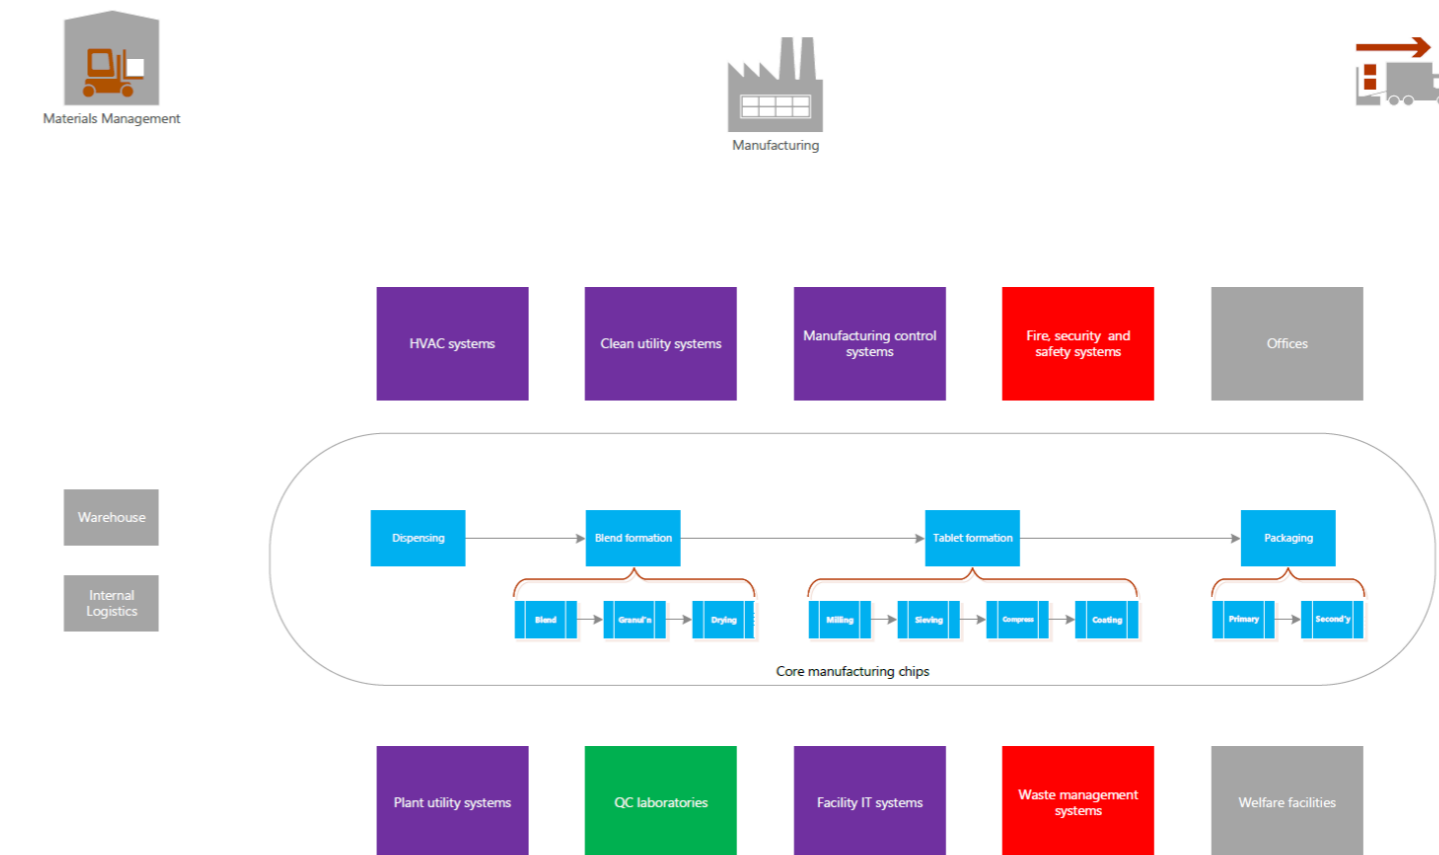 Materials Management
Manufacturing
HVAC systems
Clean utility systems
Manufacturing control
systems
Fire, security and
safety systems
Offices
Warehouse
Internal
Logistics
Dispensing
Blend formation
Tablet formation
Packaging
Blend
Granul'n
Drying
Milling
Sieving
Compress
Coating
Primary
Second'y
Core manufacturing chips
Plant utility systems
QC laboratories
Facility IT systems
Waste management
systems
Welfare facilities